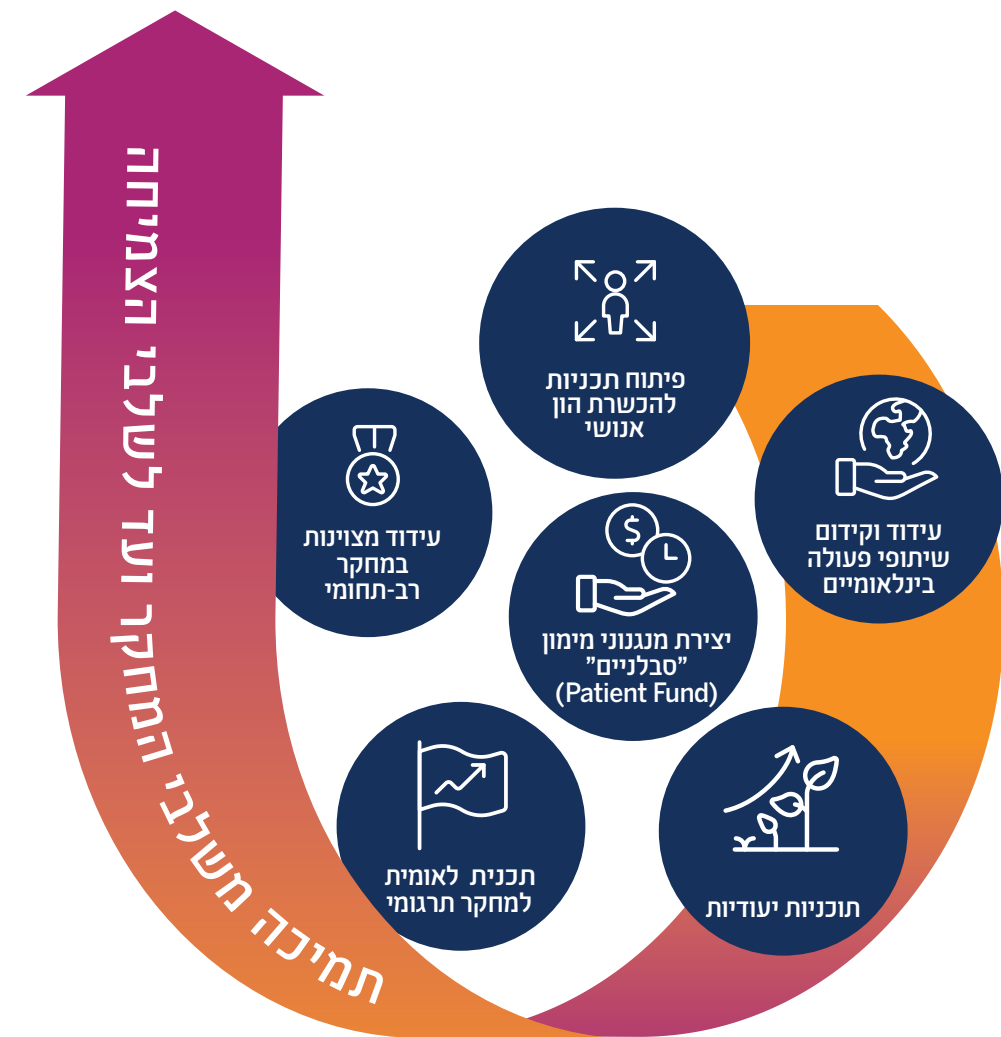 תמיכה משלבי המחקר ועד לשלבי הצמיחה
פיתוח תכניות
להכשרת הון
אנושי
עידוד וקידום
שיתופי פעולה
בינלאומיים
עידוד מצוינות
במחקר
רב-תחומי
יצירת מנגנוני מימון
"סבלניים"
(Patient Fund)
תכנית לאומית
למחקר תרגומי
תוכניות יעודיות
$